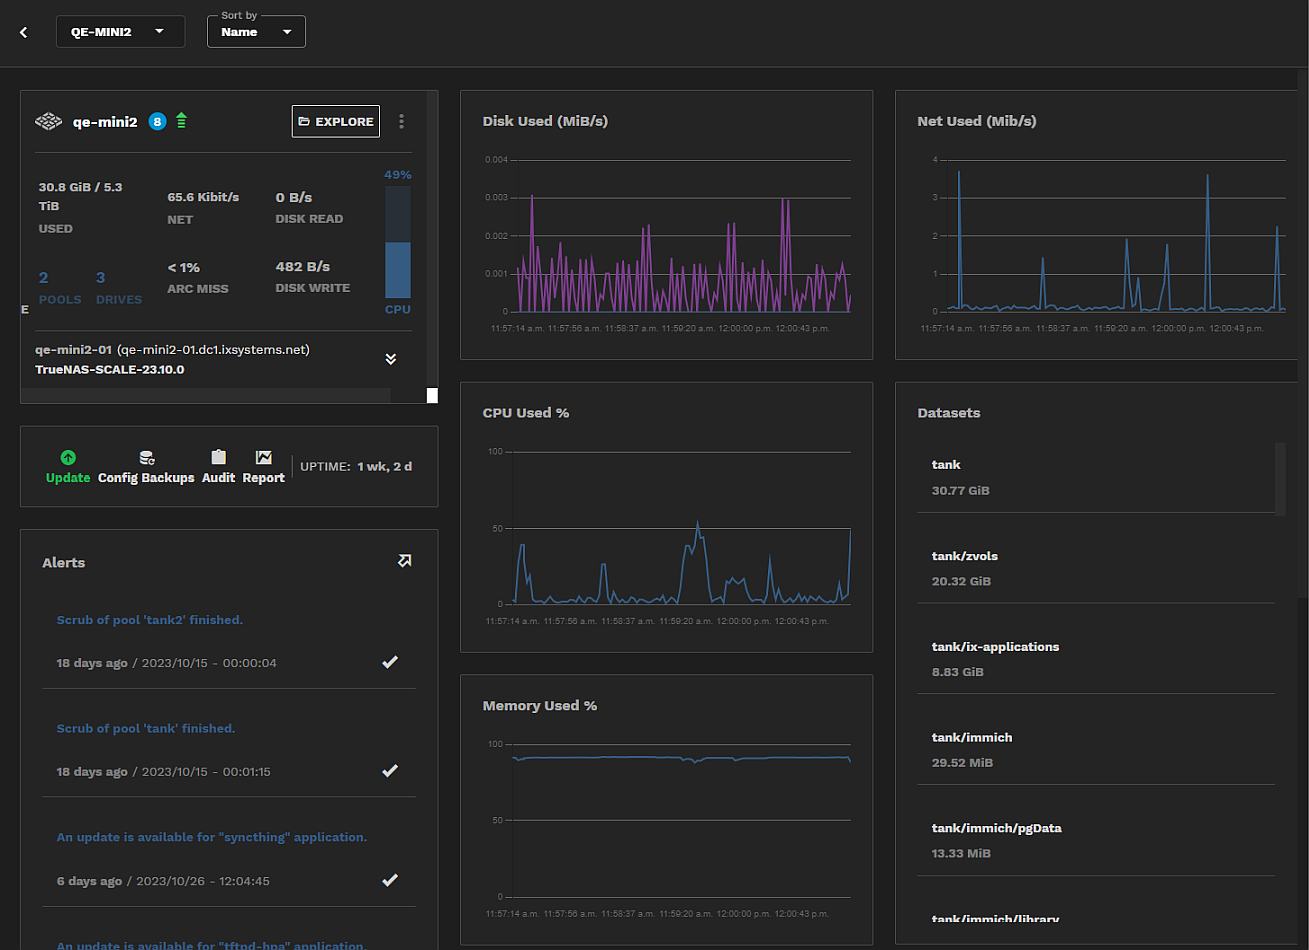 QE-MINI2
Sort by
Name
qe-mini2 8
EXPLORE
49%
30.8 GiB / 5.3
TiB
USED
65.6 Kibit/s
NET
0 B/s
DISK READ
2
POOLS
3
DRIVES
< 1%
ARC MISS
482 B/s
DISK WRITE
CPU
E
qe-mini2-01 (qe-mini2-01.dc1.ixsystems.net)
TrueNAS-SCALE-23.10.0
Update
Config Backups
Audit
Report
UPTIME: 1 wk, 2 d
Alerts
Scrub of pool 'tank2' finished.
18 days ago / 2023/10/15 - 00:00:04
Scrub of pool 'tank' finished.
18 days ago / 2023/10/15 - 00:01:15
An update is available for "syncthing" application.
6 days ago / 2023/10/26 - 12:04:45
An update is available for "tftpd-hpa" application.
Disk Used (MiB/s)
0.004
0.003
0.002
0.001
0
11:57:14 a.m. 11:57:56 a.m. 11:58:37 a.m. 11:59:20 a.m. 12:00:00 p.m. 12:00:43 p.m.
CPU Used %
100
50
0
11:57:14 a.m. 11:57:56 a.m. 11:58:37 a.m. 11:59:20 a.m. 12:00:00 p.m. 12:00:43 p.m.
Memory Used %
100
50
0
11:57:14 a.m. 11:57:56 a.m. 11:58:37 a.m. 11:59:20 a.m. 12:00:00 p.m. 12:00:43 p.m.
Net Used (Mib/s)
4
3
2
1
0
11:57:14 a.m. 11:57:56 a.m. 11:58:37 a.m. 11:59:20 a.m. 12:00:00 p.m. 12:00:43 p.m.
Datasets
tank
30.77 GiB
tank/zvols
20.32 GiB
tank/ix-applications
8.83 GiB
tank/immich
29.52 MiB
tank/immich/pgData
13.33 MiB
tank/immich/library